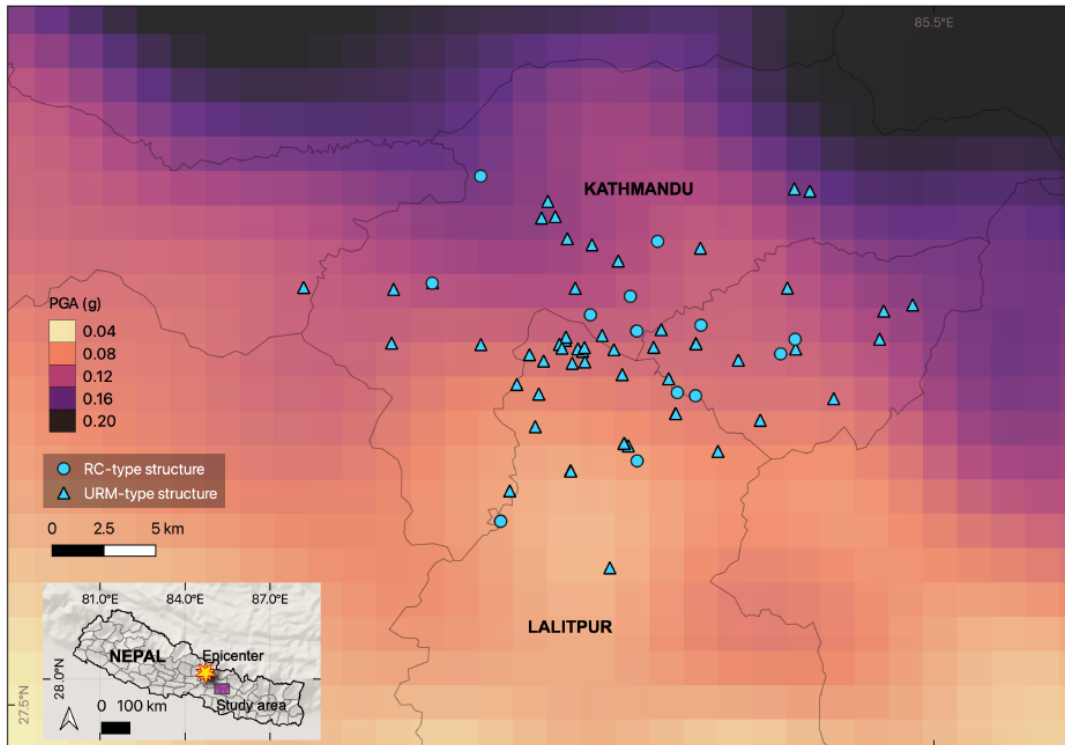 85.5°E
KATHMANDU
PGA (g)
0.04
0.08
0.12
0.16
0.20
RC-type structure
URM-type structure
0 2.5 5 km
LALITPUR
81.0°E 84.0°E 87.0°E
NEPAL
Epicenter
28.0°N
Study area
0 100 km
27.5°N